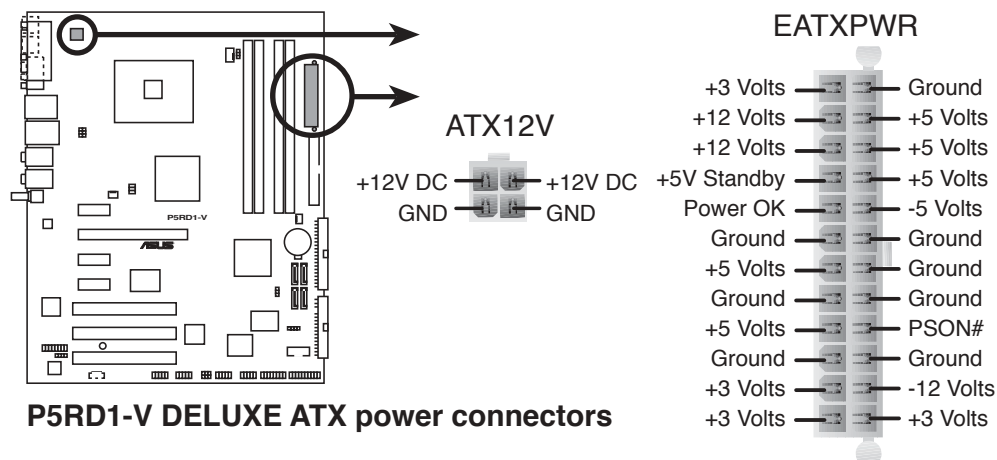 EATXPWR
+3 Volts Ground
+12 Volts +5 Volts
+12 Volts +5 Volts
+5V Standby +5 Volts
Power OK -5 Volts
Ground Ground
+5 Volts Ground
Ground Ground
+5 Volts PSON#
Ground Ground
+3 Volts -12 Volts
+3 Volts +3 Volts
ATX12V
+12V DC +12V DC
GND GND
P5RD1-V
ASUS
P5RD1-V DELUXE ATX power connectors